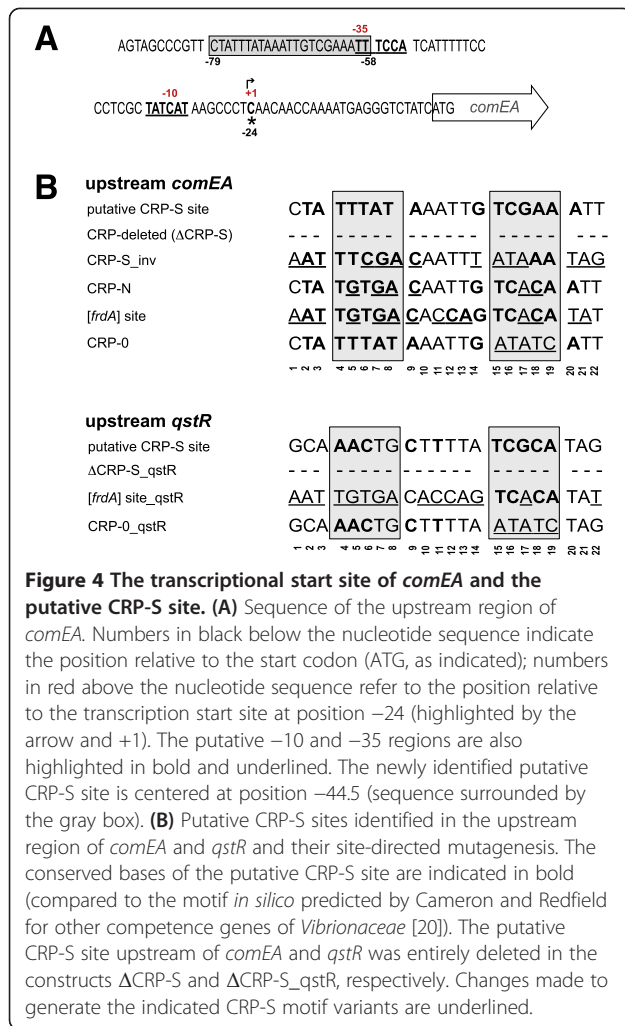 A
-35
AGTAGCCCGTT CTATTTATAAATTGTCGAAATT TCCA TCATTTTTCC
-79 -58
-10 +1
CCTCGC TATCAT AAGCCCTCAACAACCAAAATGAGGGTCTATCATG comEA
*
-24
B
upstream comEA
putative CRP-S site CTA TTTAT AAATTG TCGAA ATT
CRP-deleted (ΔCRP-S) - - - - - - - - - - - - - - - - - - - - - -
CRP-S_inv AAT TTCGA CAATTT ATAAA TAG
CRP-N CTA TGTGA CAATTG TCACA ATT
[frdA] site AAT TGTGA CACCAG TCACA TAT
CRP-0 CTA TTTAT AAATTG ATATC ATT
1 2 3 4 5 6 7 8 9 10 11 12 13 14 15 16 17 18 19 20 21 22
upstream qstR
putative CRP-S site GCA AACTG CTTTTA TCGCA TAG
ΔCRP-S_qstR - - - - - - - - - - - - - - - - - - - - - -
[frdA] site_qstR AAT TGTGA CACCAG TCACA TAT
CRP-0_qstR GCA AACTG CTTTTA ATATC TAG
1 2 3 4 5 6 7 8 9 10 11 12 13 14 15 16 17 18 19 20 21 22
Figure 4 The transcriptional start site of comEA and the
putative CRP-S site. (A) Sequence of the upstream region of
comEA. Numbers in black below the nucleotide sequence indicate
the position relative to the start codon (ATG, as indicated); numbers
in red above the nucleotide sequence refer to the position relative
to the transcription start site at position −24 (highlighted by the
arrow and +1). The putative −10 and −35 regions are also
highlighted in bold and underlined. The newly identified putative
CRP-S site is centered at position −44.5 (sequence surrounded by
the gray box). (B) Putative CRP-S sites identified in the upstream
region of comEA and qstR and their site-directed mutagenesis. The
conserved bases of the putative CRP-S site are indicated in bold
(compared to the motif in silico predicted by Cameron and Redfield
for other competence genes of Vibrionaceae [20]). The putative
CRP-S site upstream of comEA and qstR was entirely deleted in the
constructs ΔCRP-S and ΔCRP-S_qstR, respectively. Changes made to
generate the indicated CRP-S motif variants are underlined.